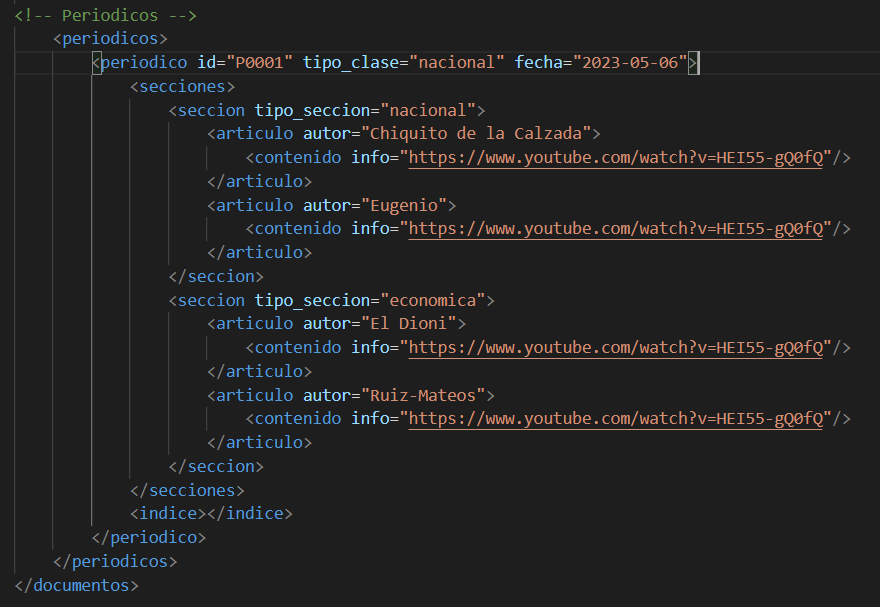 <!-- Periodicos -->
<periodicos>
<periodico id="P0001" tipo_clase="nacional" fecha="2023-05-06">
<secciones>
<seccion tipo_seccion="nacional">
<articulo autor="Chiquito de la Calzada">
<contenido info="https://www.youtube.com/watch?v=HEI55-gQ0fQ"/>
</articulo>
<articulo autor="Eugenio">
<contenido info="https://www.youtube.com/watch?v=HEI55-gQ0fQ"/>
</articulo>
</seccion>
<seccion tipo_seccion="economica">
<articulo autor="El Dioni">
<contenido info="https://www.youtube.com/watch?v=HEI55-gQ0fQ"/>
</articulo>
<articulo autor="Ruiz-Mateos">
<contenido info="https://www.youtube.com/watch?v=HEI55-gQ0fQ"/>
</articulo>
</seccion>
</secciones>
<indice></indice>
</periodico>
</periodicos>
</documentos>